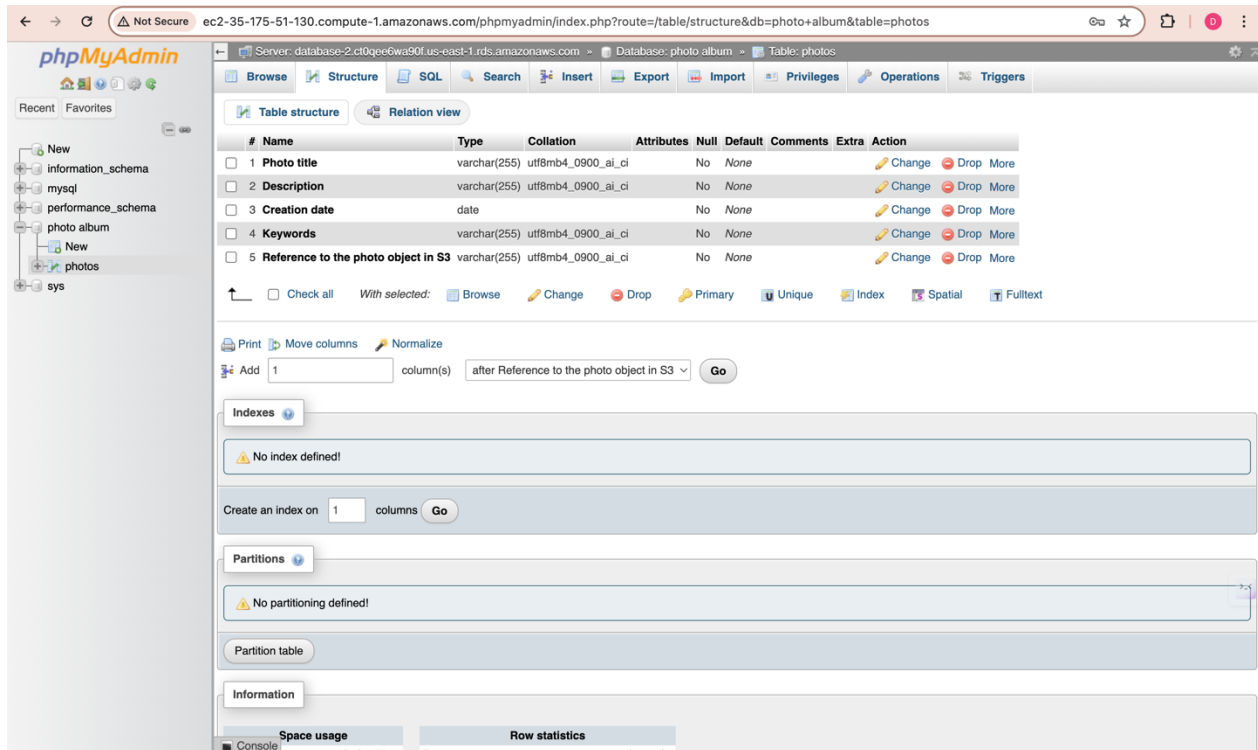 Not Secure ec2-35-175-51-130.compute-1.amazonaws.com/phpmyadmin/index.php?route=/table/structure&db=photo+album&table=photos D
phpMyAdmin
Recent Favorites
New
information_schema
mysql
performance_schema
photo album
New
photos
sys
Server: database-2.ct0qee6wa90f.us-east-1.rds.amazonaws.com » Database: photo album » Table: photos
Browse Structure SQL Search Insert Export Import Privileges Operations Triggers
Table structure Relation view
# Name Type Collation Attributes Null Default Comments Extra Action
1 Photo title varchar(255) utf8mb4_0900_ai_ci No None Change Drop More
2 Description varchar(255) utf8mb4_0900_ai_ci No None Change Drop More
3 Creation date date No None Change Drop More
4 Keywords varchar(255) utf8mb4_0900_ai_ci No None Change Drop More
5 Reference to the photo object in S3 varchar(255) utf8mb4_0900_ai_ci No None Change Drop More
Check all With selected: Browse Change Drop Primary Unique Index Spatial Fulltext
Print Move columns Normalize
Add 1 column(s) after Reference to the photo object in S3 Go
Indexes
No index defined!
Create an index on 1 columns Go
Partitions
No partitioning defined!
Partition table
Information
Space usage Row statistics
Console